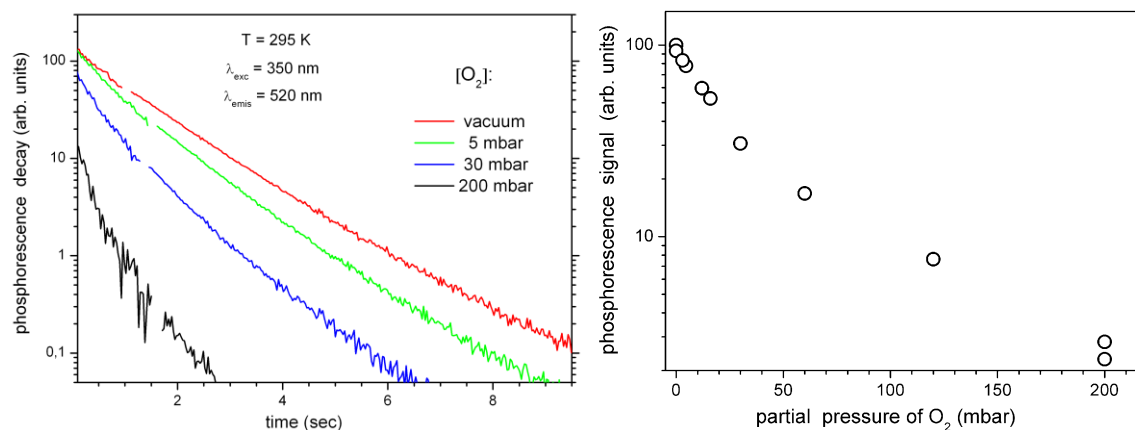 phosphorescence decay (arb. units)
100
10
1
0,1
T = 295 K
λexc = 350 nm
λemis = 520 nm
[O2]:
vacuum
5 mbar
30 mbar
200 mbar
2 4 6 8
time (sec)
phosphorescence signal (arb. units)
100
10
0 50 100 150 200
partial pressure of O2 (mbar)